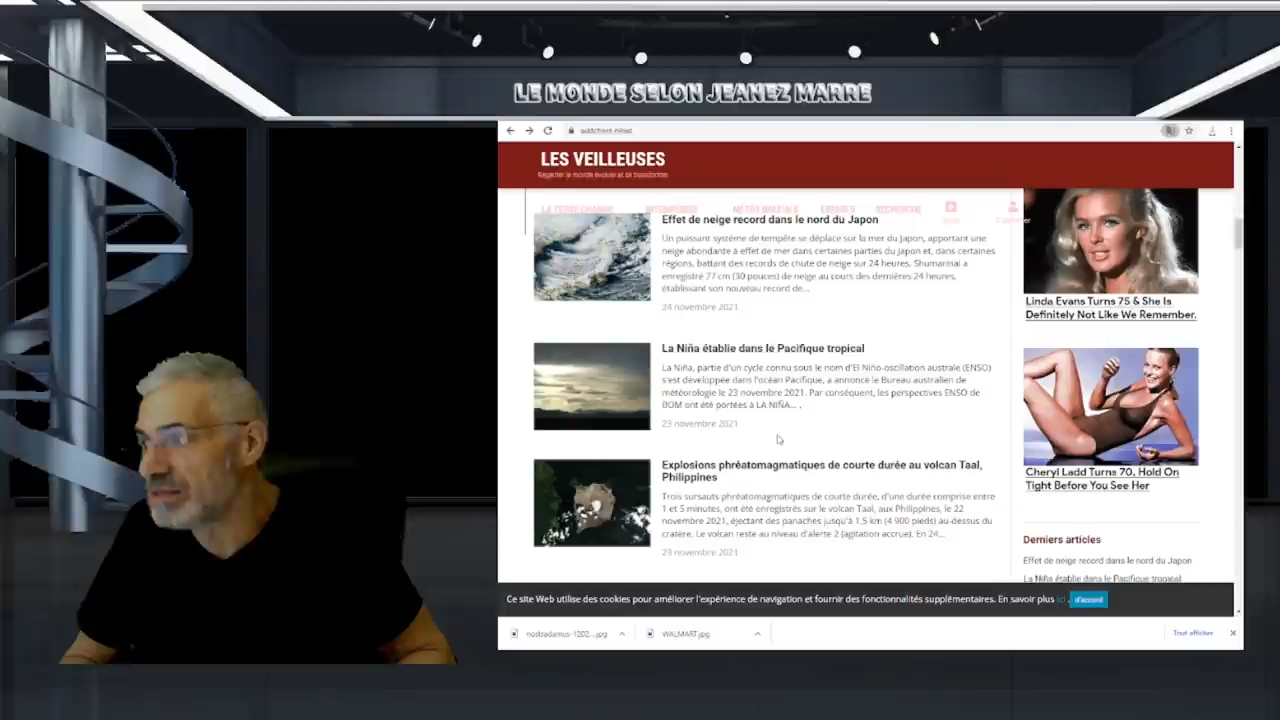 LE MONDE SELON JEANEZ MARRE
watchers.news
LES VEILLEUSES
Regarder le monde évoluer et se transformer
LA TERRE CHANGE
RECHERCHE
Effet de neige record dans le nord du Japon
Un puissant système de tempête se déplace sur la mer du Japon, apportant une
neige abondante à effet de mer dans certaines parties du Japon et, dans certaines
régions, battant des records de chute de neige sur 24 heures. Shumarinai a
enregistré 77 cm (30 pouces) de neige au cours des dernières 24 heures,
établissant son nouveau record de...
24 novembre 2021
La Niña établie dans le Pacifique tropical
La Niña, partie d'un cycle connu sous le nom d'El Niño-oscillation australe (ENSO)
s'est développée dans l'océan Pacifique, a annoncé le Bureau australien de
météorologie le 23 novembre 2021. Par conséquent, les perspectives ENSO de
BOM ont été portées à LA NIÑA... .
23 novembre 2021
Explosions phréatomagmatiques de courte durée au volcan Taal,
Philippines
Trois sursauts phréatomagmatiques de courte durée, d'une durée comprise entre
1 et 5 minutes, ont été enregistrés sur le volcan Taal, aux Philippines, le 22
novembre 2021, éjectant des panaches jusqu'à 1,5 km (4 900 pieds) au-dessus du
cratère. Le volcan reste au niveau d'alerte 2 (agitation accrue). En 24...
23 novembre 2021
Linda Evans Turns 75 & She Is
Definitely Not Like We Remember.
Cheryl Ladd Turns 70, Hold On
Tight Before You See Her
Derniers articles
Effet de neige record dans le nord du Japon
La Niña établie dans le Pacifique tropical
Ce site Web utilise des cookies pour améliorer l'expérience de navigation et fournir des fonctionnalités supplémentaires. En savoir plus ici . d'accord
nostradamus-1202....jpg
WALMART.jpg
Tout afficher